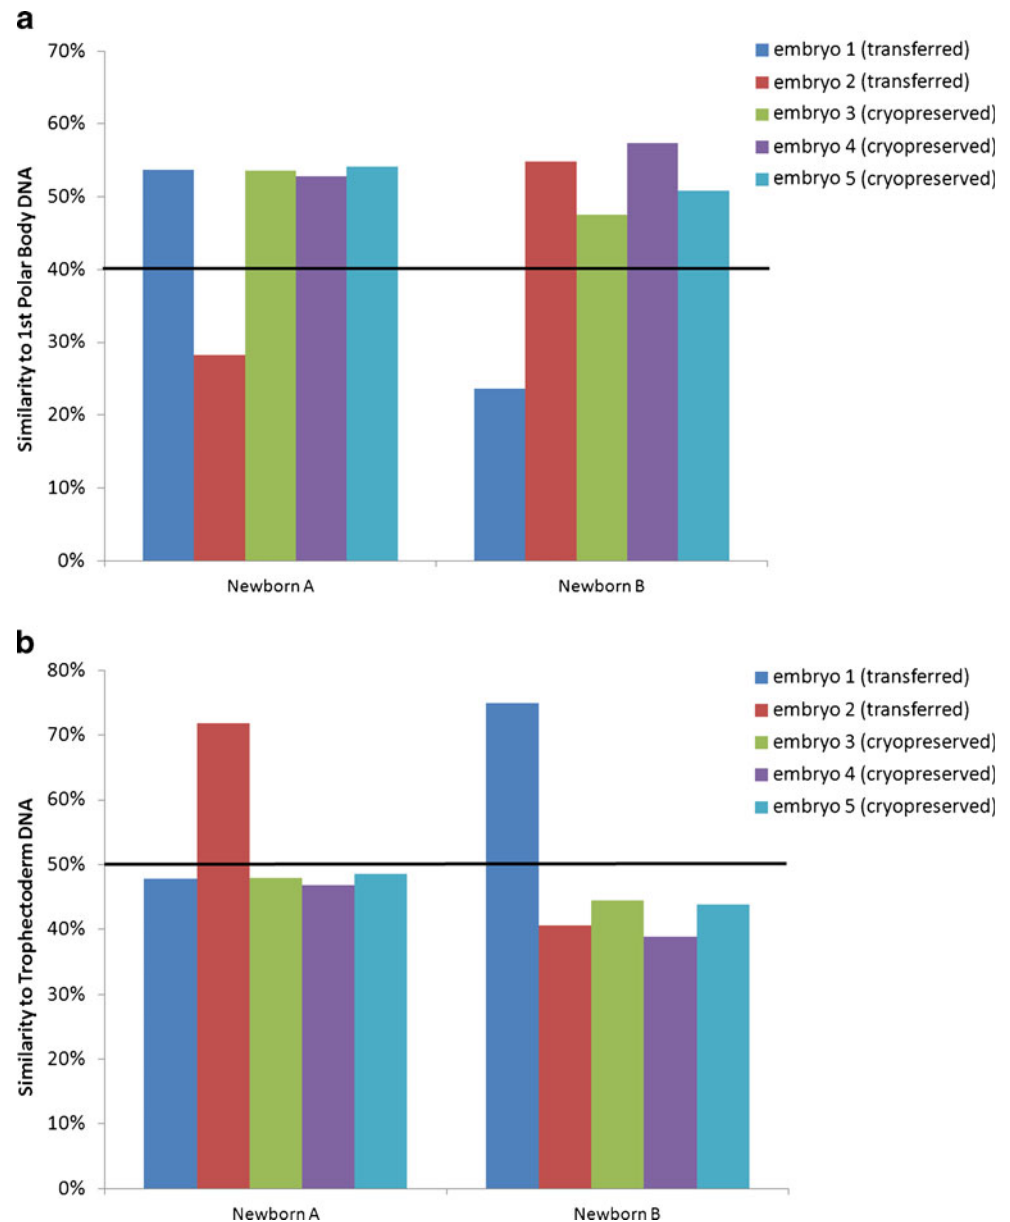 a
70%
60%
50%
40%
30%
20%
10%
0%
Similarity to 1st Polar Body DNA
Newborn A
Newborn B
embryo 1 (transferred)
embryo 2 (transferred)
embryo 3 (cryopreserved)
embryo 4 (cryopreserved)
embryo 5 (cryopreserved)
b
80%
70%
60%
50%
40%
30%
20%
10%
0%
Similarity to Trophectoderm DNA
Newborn A
Newborn B
embryo 1 (transferred)
embryo 2 (transferred)
embryo 3 (cryopreserved)
embryo 4 (cryopreserved)
embryo 5 (cryopreserved)